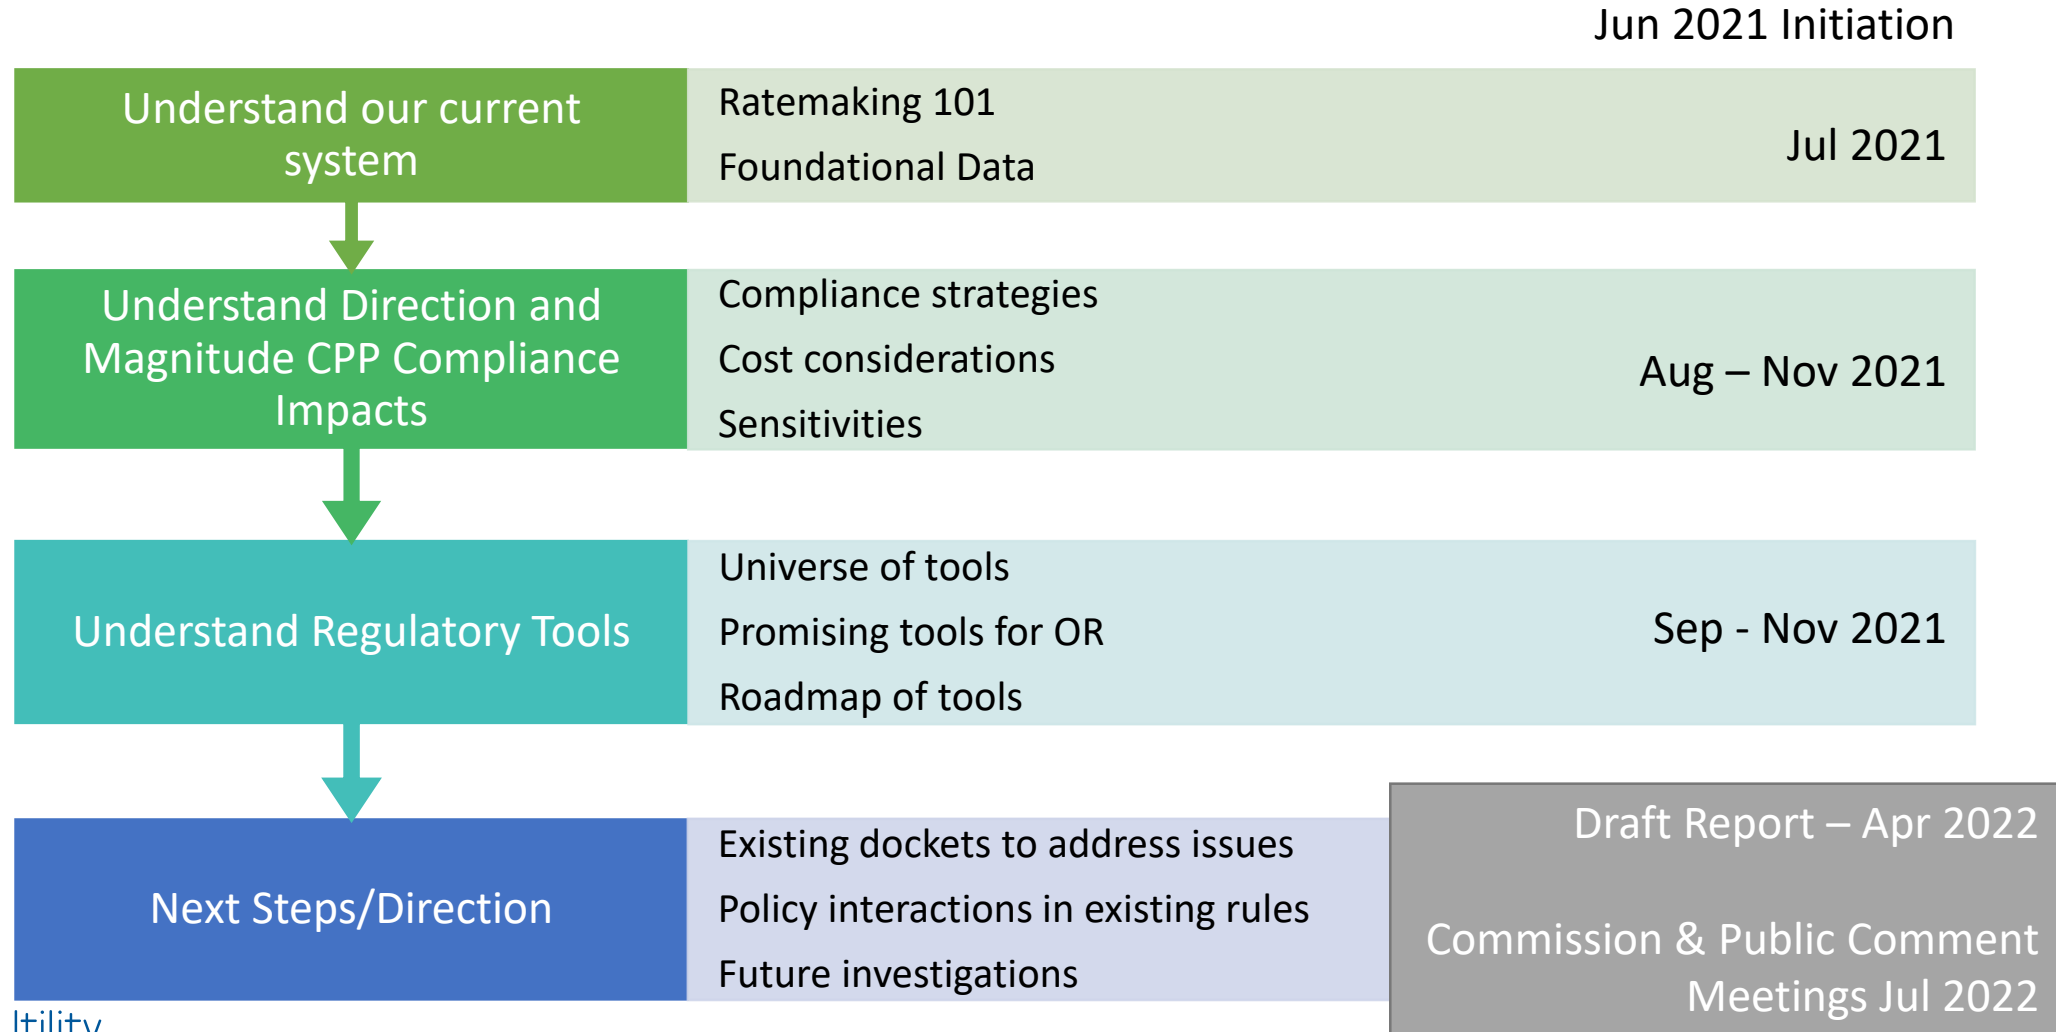 Jun 2021 Initiation
Understand our current
system
Ratemaking 101
Foundational Data
Jul 2021
Understand Direction and
Magnitude CPP Compliance
Impacts
Compliance strategies
Cost considerations
Sensitivities
Aug – Nov 2021
Understand Regulatory Tools
Universe of tools
Promising tools for OR
Roadmap of tools
Sep - Nov 2021
Next Steps/Direction
Existing dockets to address issues
Policy interactions in existing rules
Future investigations
Draft Report – Apr 2022
Commission & Public Comment
Meetings Jul 2022